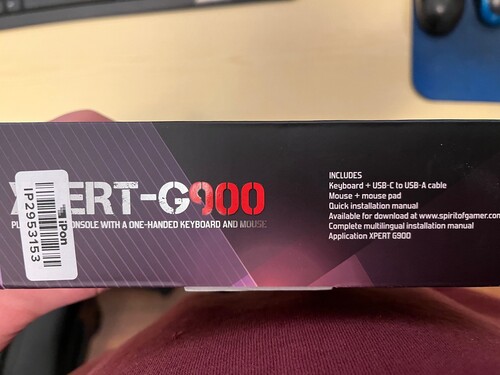 ERT-G900
CONSOLE WITH A ONE-HANDED KEYBOARD AND MOUSE
iPon
IP2953153
INCLUDES
Keyboard + USB-C to USB-A cable
Mouse + mouse pad
Quick installation manual
Available for download at www.spiritofgamer.com
Complete multilingual installation manual
Application XPERT G900